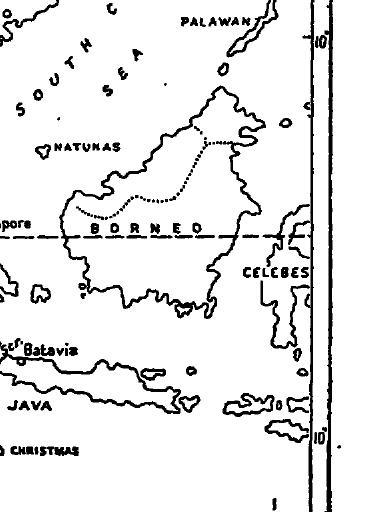 PALAWAN
10°
SOUTH C
SEA
NATUNAS
pore
BORNEO
CELEBES
Batavia
JAVA
10°
CHRISTMAS